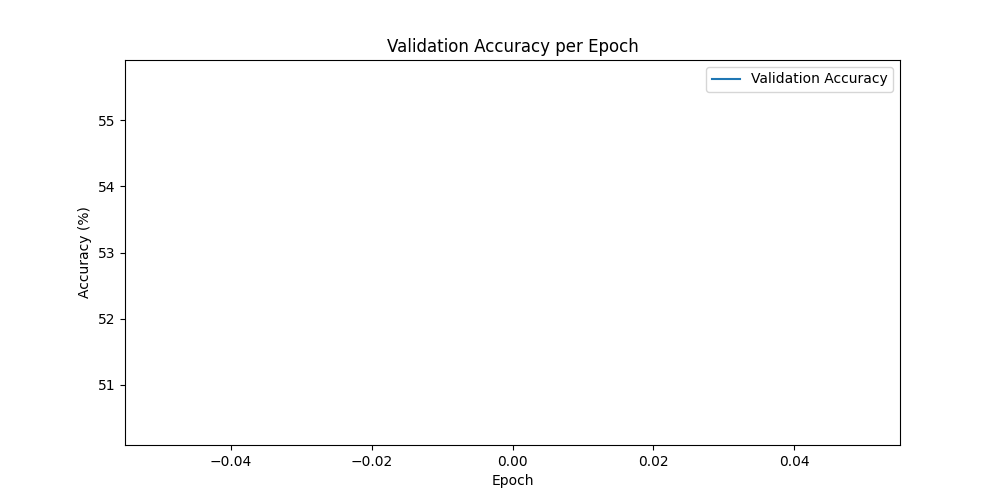 Validation Accuracy per Epoch
Validation Accuracy
55
54
53
52
51
Accuracy (%)
−0.04
−0.02
0.00
0.02
0.04
Epoch